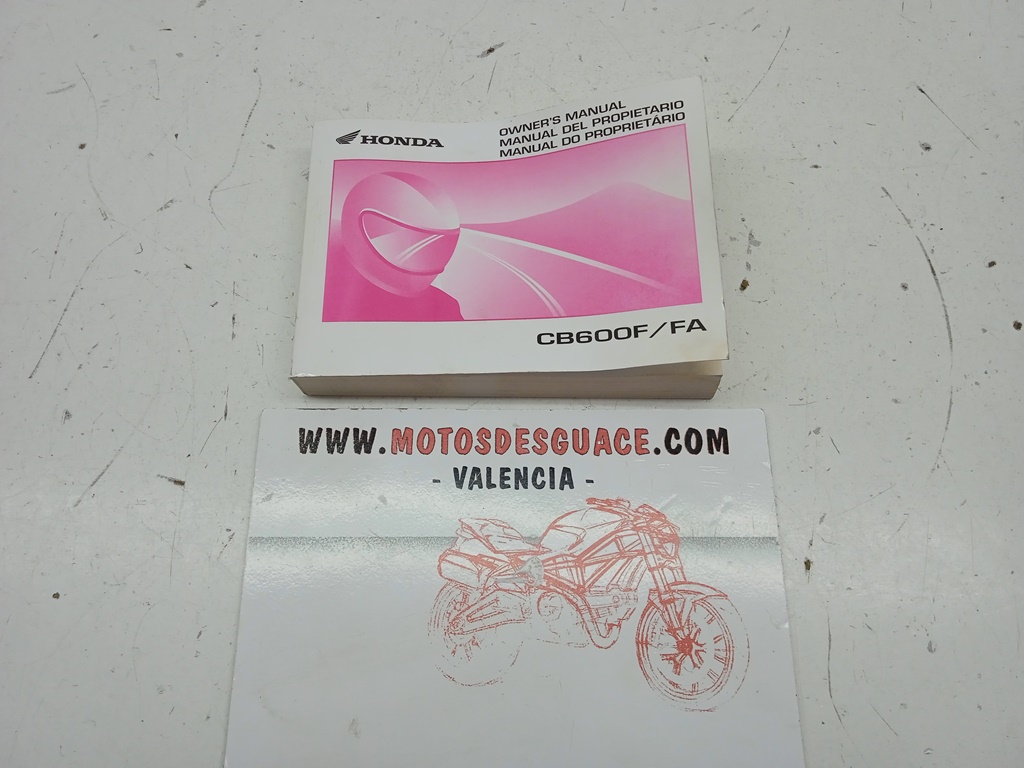 HONDA
OWNER'S MANUAL
MANUAL DEL PROPIETARIO
MANUAL DO PROPRIETÁRIO
CB600F/FA
WWW.MOTOSDESGUACE.COM
- VALENCIA -